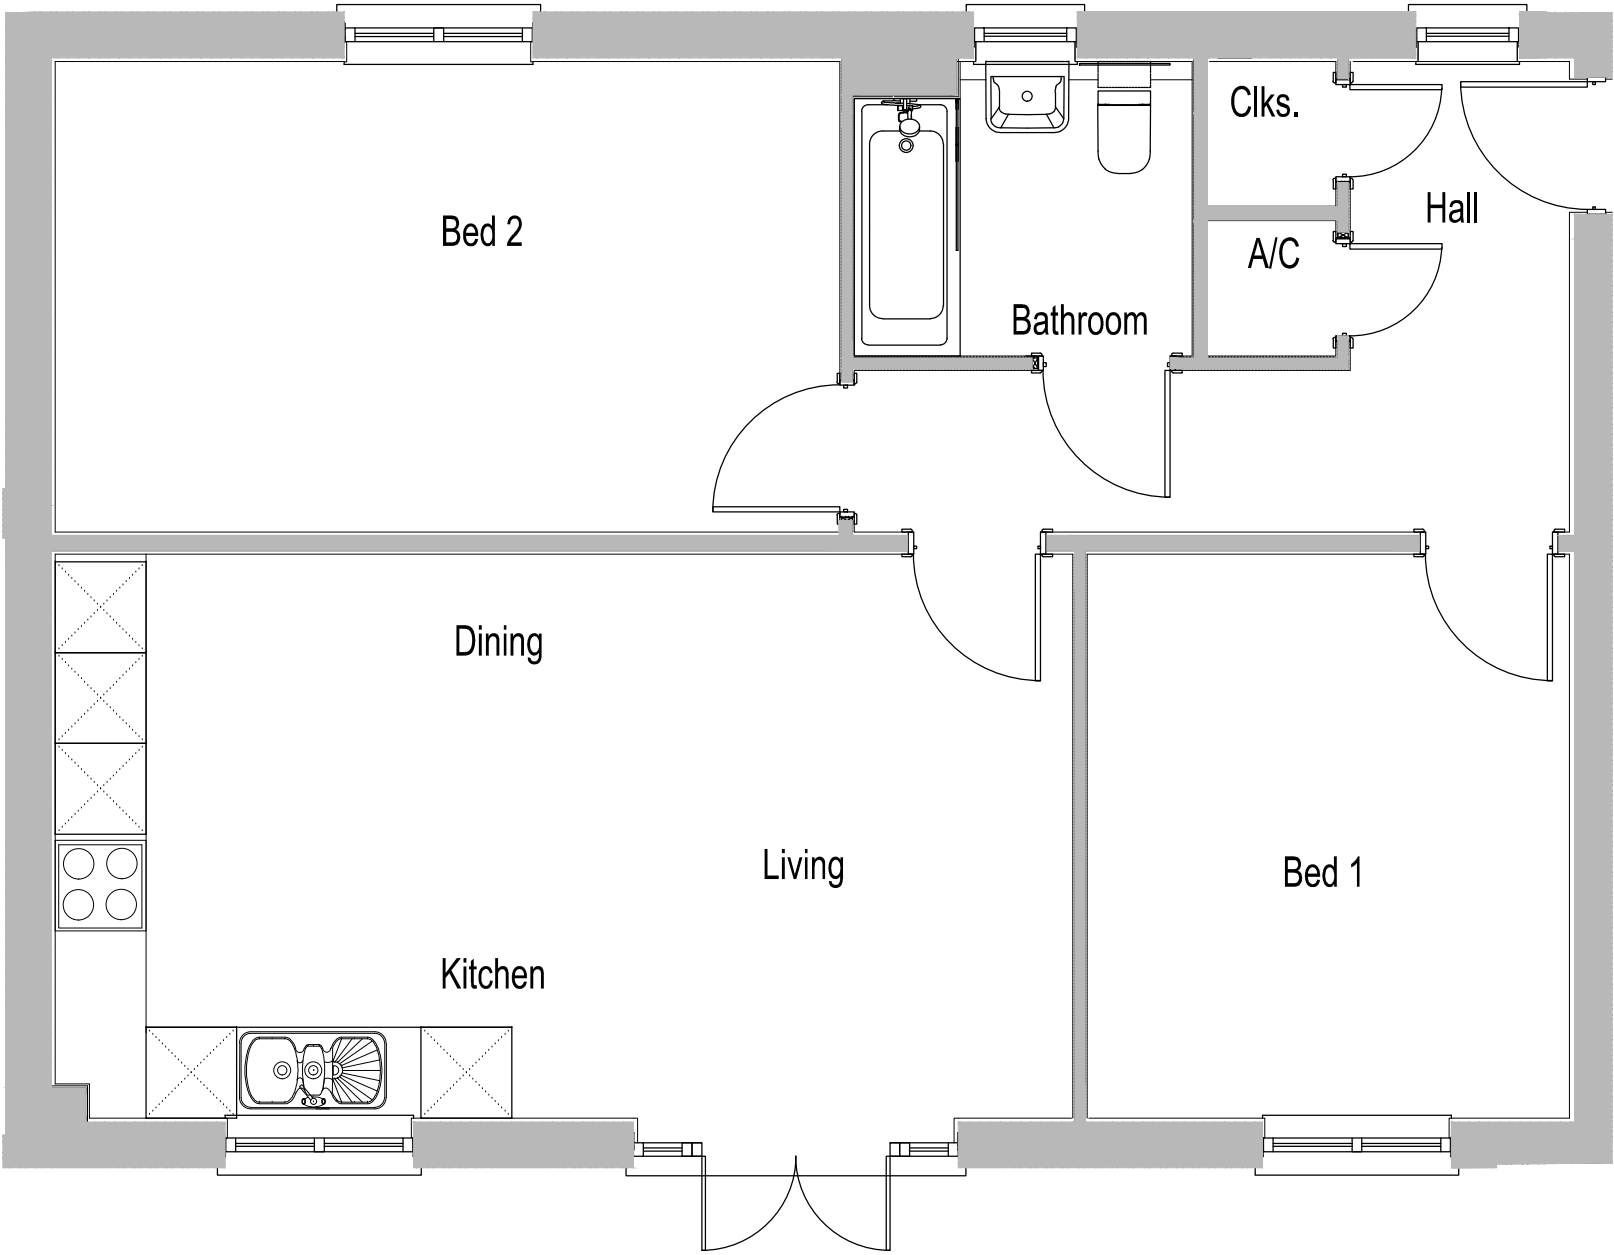 Clks.
Bed 2
Hall
A/C
Bathroom
Dining
Living
Bed 1
Kitchen